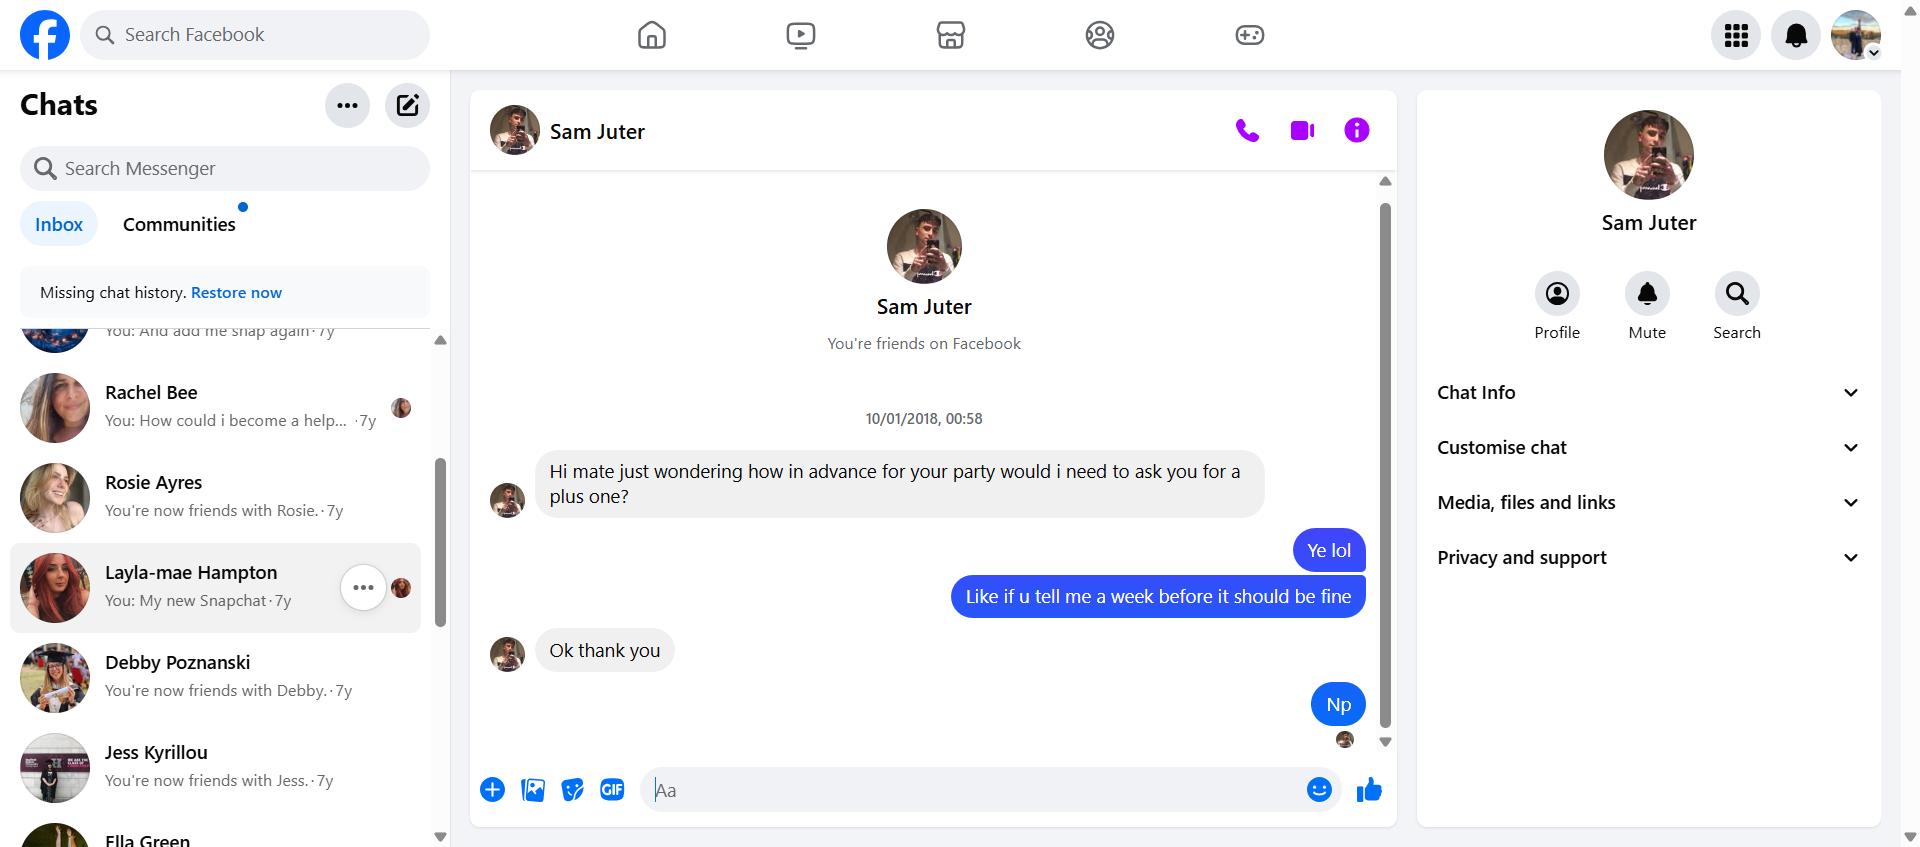 Search Facebook
Chats
Search Messenger
Inbox
Communities
Missing chat history. Restore now
You: And add me snap again · 7y
Rachel Bee
You: How could i become a help... · 7y
Rosie Ayres
You're now friends with Rosie. · 7y
Layla-mae Hampton
You: My new Snapchat · 7y
Debby Poznanski
You're now friends with Debby. · 7y
Jess Kyrillou
You're now friends with Jess. · 7y
Ella Green
Sam Juter
Sam Juter
You're friends on Facebook
10/01/2018, 00:58
Hi mate just wondering how in advance for your party would i need to ask you for a
plus one?
Ye lol
Like if u tell me a week before it should be fine
Ok thank you
Np
GIF
Aa
Sam Juter
Profile
Mute
Search
Chat Info
Customise chat
Media, files and links
Privacy and support